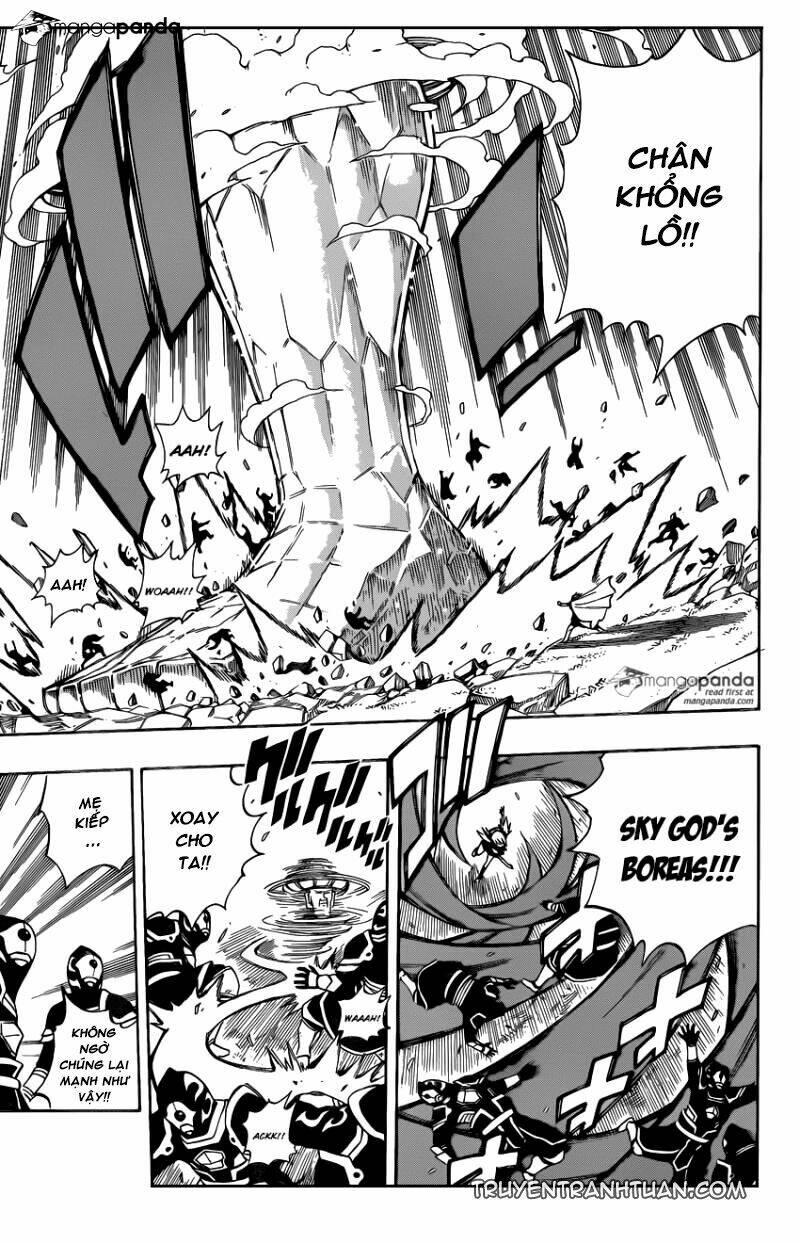 mangapanda
CHÂN
KHỔNG
LỒ!!
AAH!
AAH!
WOAAH!
mangapanda
read first at
mangapanda.com
SKY GOD'S
BOREAS!!!
XOAY
CHO
TA!!
WAAAH!
ACKK!!
MẸ
KIẾP
...
KHÔNG
NGỜ
CHÚNG LẠI
MẠNH NHƯ
VẬY!!
TRUYENTRANHTUAN.COM